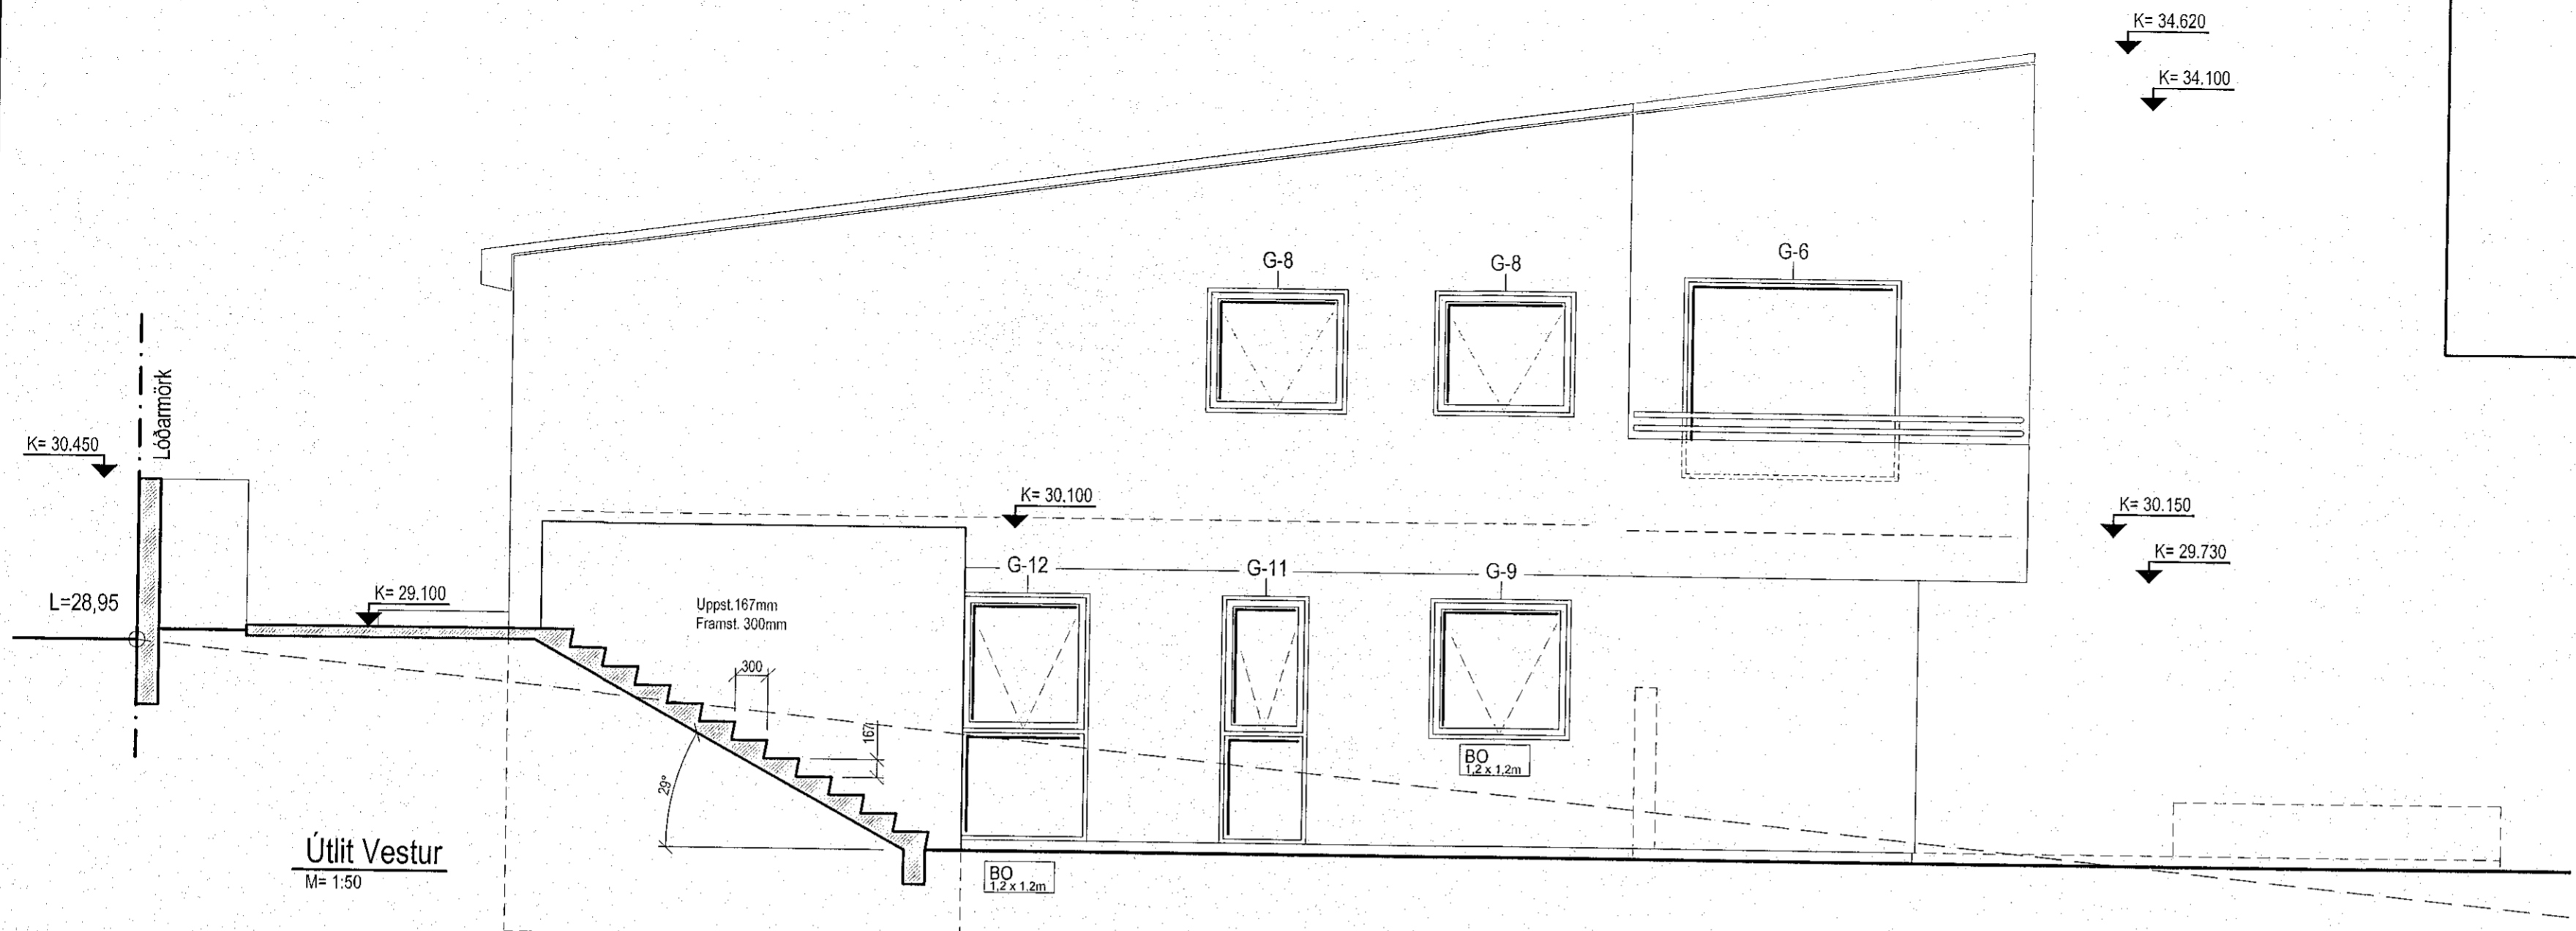 K= 34.620
K= 34.100
G-8
G-8
G-6
Lóðarmörk
K= 30.450
K= 30.100
K= 30.150
K= 29.730
G-12
G-11
G-9
L=28,95
K= 29.100
Uppst.167mm
Framst. 300mm
300
167
29°
BO
1,2 x 1,2m
Útlit Vestur
M= 1:50
BO
1,2 x 1,2m